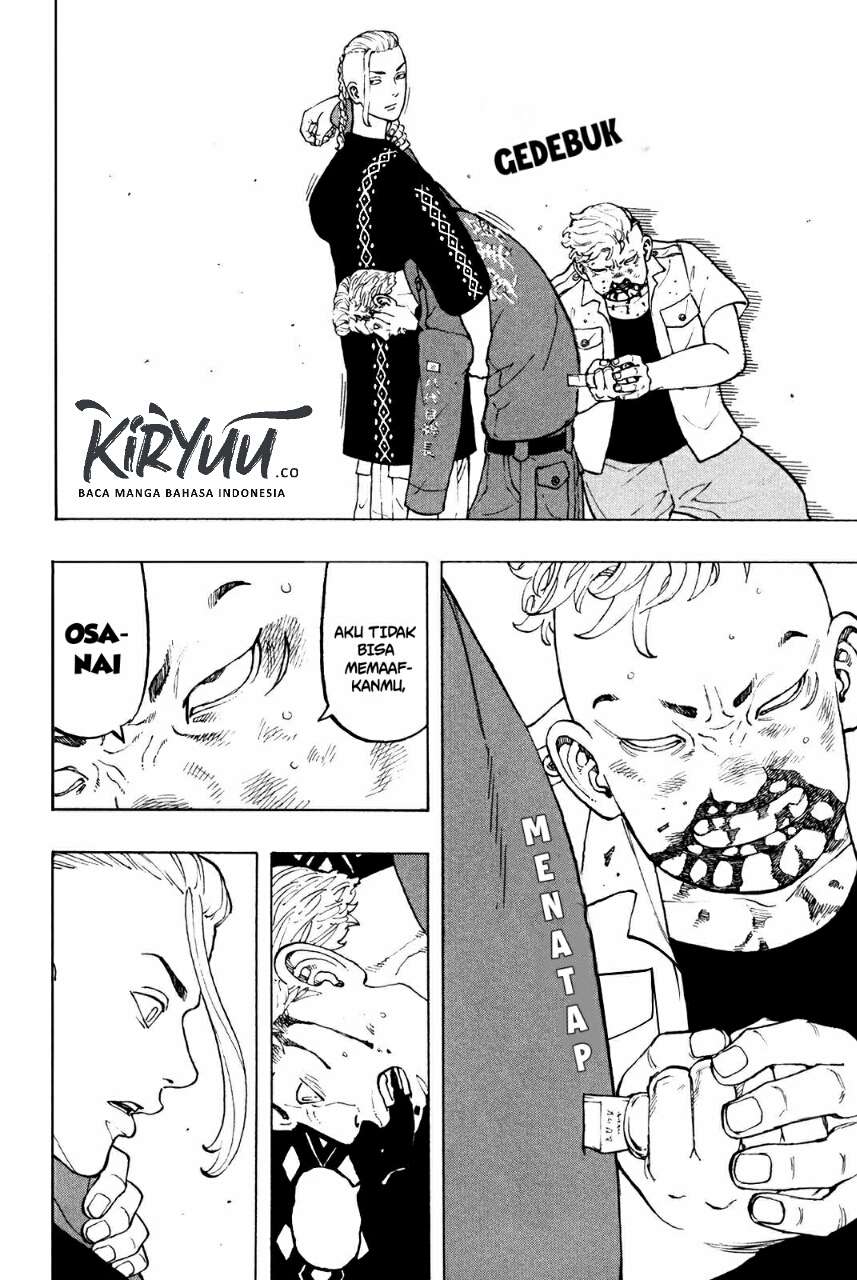 GEDEBUK
KIRYUU.CO
BACA MANGA BAHASA INDONESIA
AKU TIDAK
BISA
MEMAAF-
KANMU,
OSA-
NAI
MENATAP